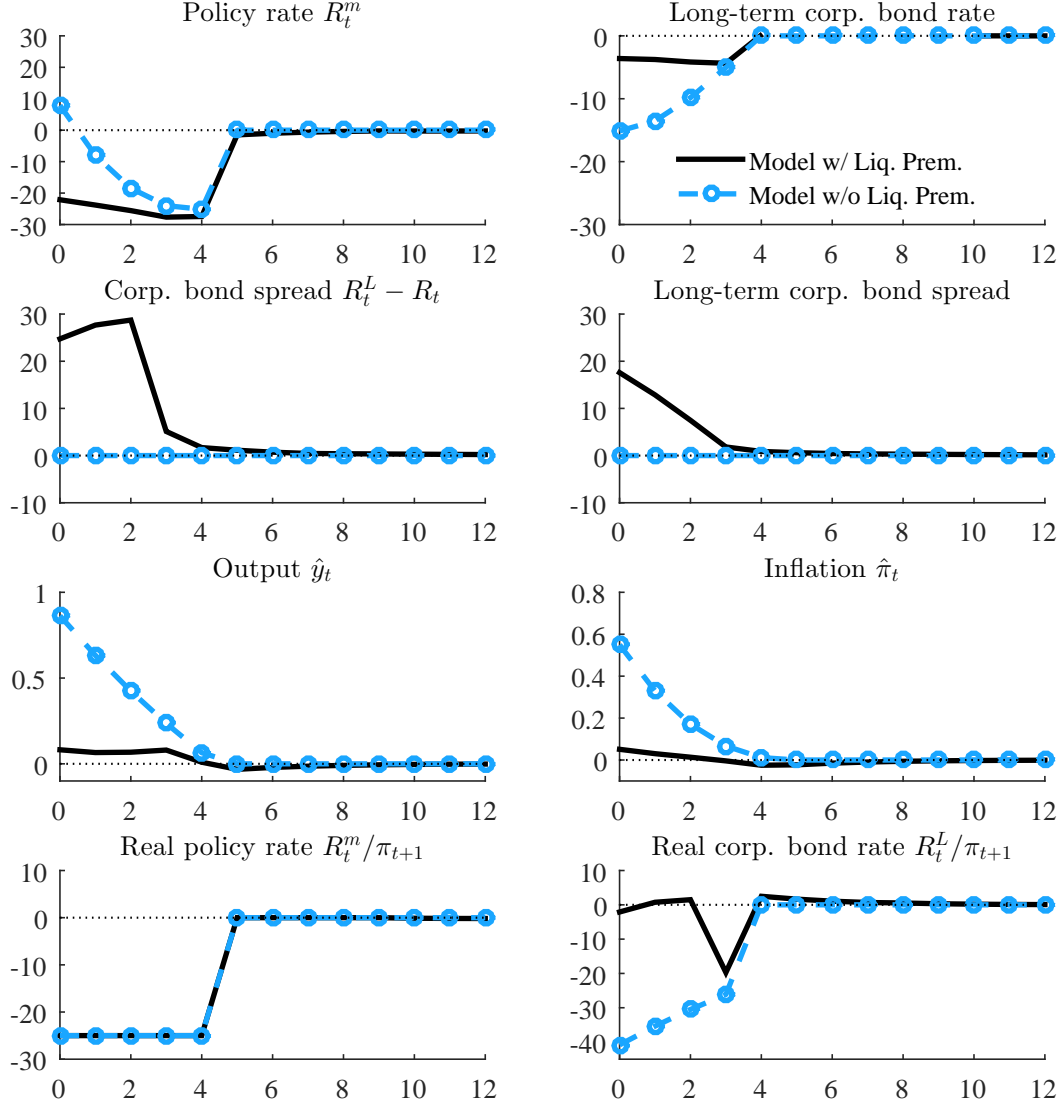 Policy rate $R_t^m$
30
20
10
0
-10
-20
-30
0 2 4 6 8 10 12
Long-term corp. bond rate
0
-10
-20
-30
Model w/ Liq. Prem.
Model w/o Liq. Prem.
0 2 4 6 8 10 12
Corp. bond spread $R_t^L - R_t$
30
20
10
0
-10
0 2 4 6 8 10 12
Long-term corp. bond spread
30
20
10
0
-10
0 2 4 6 8 10 12
Output $\hat{y}_t$
1
0.5
0
0 2 4 6 8 10 12
Inflation $\hat{\pi}_t$
0.8
0.6
0.4
0.2
0
0 2 4 6 8 10 12
Real policy rate $R_t^m/\pi_{t+1}$
10
0
-10
-20
-30
0 2 4 6 8 10 12
Real corp. bond rate $R_t^L/\pi_{t+1}$
10
0
-10
-20
-30
-40
0 2 4 6 8 10 12